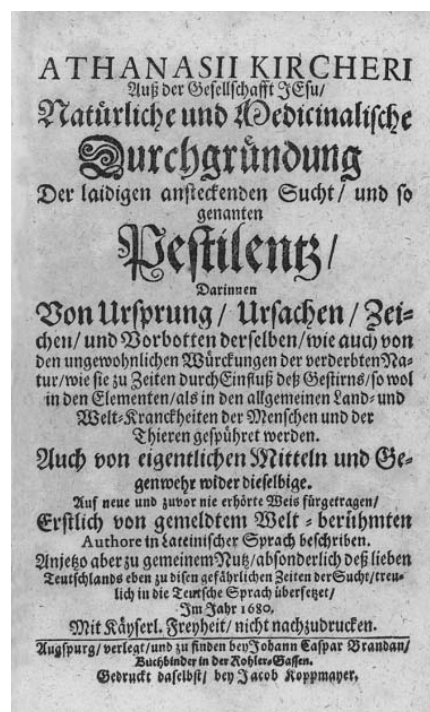 ATHANASII KIRCHERI
Auß der Gesellschafft JEsu/
Natürliche und Medicinalische
Durchgründung
Der laidigen ansteckenden Sucht/ und so
genanten
Pestilentz/
Darinnen
Von Ursprung/ Ursachen/ Zei-
chen/ und Vorbotten derselben/ wie auch von
den ungewohnlichen Würckungen der verderbten Na-
tur/ wie sie zu Zeiten durch Einfluß deß Gestirns/ so wol
in den Elementen/ als in den allgemeinen Land- und
Welt-Kranckheiten der Menschen und der
Thieren gespühret werden.
Auch von eigentlichen Mitteln und Ge-
genwehr wider dieselbige.
Auf neue und zuvor nie erhörte Weis fürgetragen/
Erstlich von gemeldtem Welt-berühmten
Authore in Lateinischer Sprach beschriben.
Anjetzo aber zu gemeinem Nutz/ absonderlich deß lieben
Teutschlands eben zu disen gefährlichen Zeiten der Sucht/ treu-
lich in die Teutsche Sprach übersetzet/
Im Jahr 1680.
Mit Käyserl. Freyheit/ nicht nachzudrucken.
Augspurg/ verlegt/ und zu finden bey Johann Caspar Brandan/
Buchbinder in der Kohler-Gassen.
Gedruckt daselbst/ bey Jacob Koppmayer.